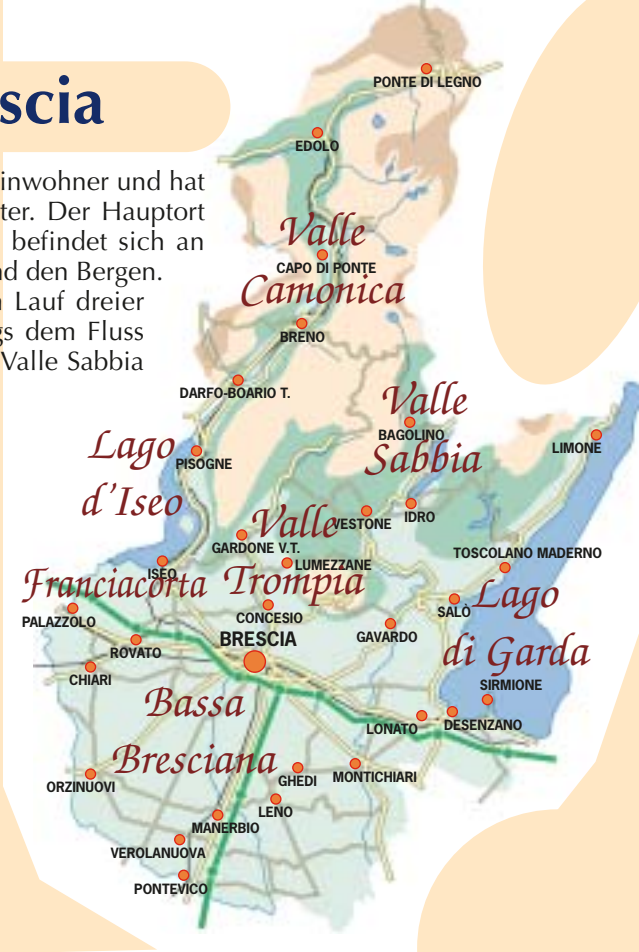 scia
inwohner und hat
ter. Der Hauptort
befindet sich an
nd den Bergen.
Lauf dreier
gs dem Fluss
Valle Sabbia
PONTE DI LEGNO
EDOLO
Valle
CAPO DI PONTE
Camonica
BRENO
DARFO-BOARIO T.
Valle
BAGOLINO
Sabbia
LIMONE
Lago
PISOGNE
d'Iseo
Valle
VESTONE
IDRO
GARDONE V.T.
LUMEZZANE
TOSCOLANO MADERNO
ISEO
Franciacorta
Trompia
Lago
PALAZZOLO
CONCESIO
SALÒ
BRESCIA
GAVARDO
ROVATO
di Garda
CHIARI
SIRMIONE
Bassa
LONATO
DESENZANO
Bresciana
GHEDI
MONTICHIARI
ORZINUOVI
LENO
MANERBIO
VEROLANUOVA
PONTEVICO